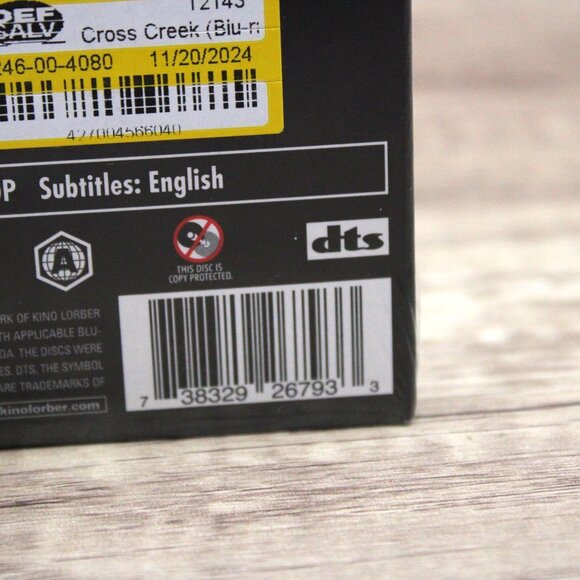 DEF
SALV
12143
Cross Creek (Blu-r
246-00-4080 11/20/2024
427004566040
Subtitles: English
A
THIS DISC IS
COPY PROTECTED.
dts
RK OF KINO LORBER
TH APPLICABLE BLU-
DA. THE DISCS WERE
ES. DTS, THE SYMBOL
ARE TRADEMARKS OF
kinolorber.com
7 38329 26793 3